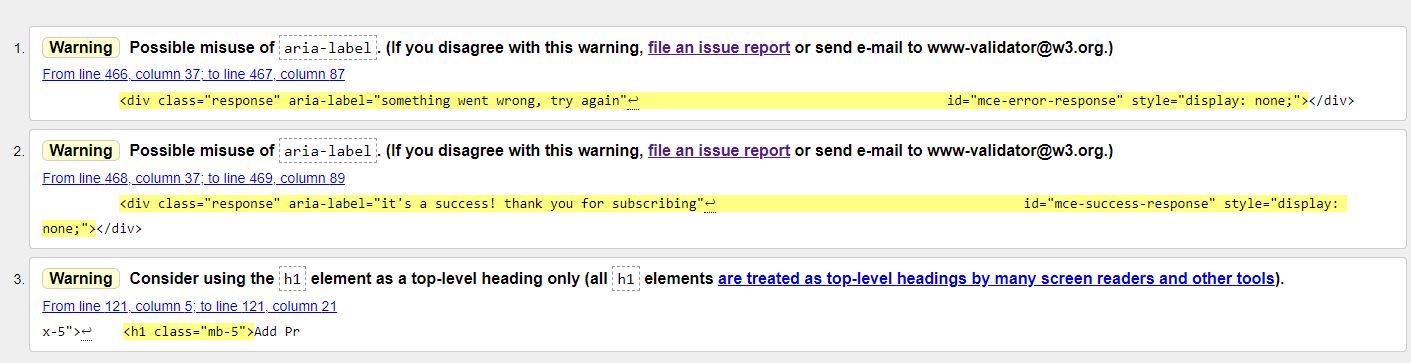 1. Warning Possible misuse of aria-label. (If you disagree with this warning, file an issue report or send e-mail to www-validator@w3.org.)
From line 466, column 37; to line 467, column 87
<div class="response" aria-label="something went wrong, try again"↩ id="mce-error-response" style="display: none;"></div>
2. Warning Possible misuse of aria-label. (If you disagree with this warning, file an issue report or send e-mail to www-validator@w3.org.)
From line 468, column 37; to line 469, column 89
<div class="response" aria-label="it's a success! thank you for subscribing"↩ id="mce-success-response" style="display:
none;"></div>
3. Warning Consider using the h1 element as a top-level heading only (all h1 elements are treated as top-level headings by many screen readers and other tools).
From line 121, column 5; to line 121, column 21
x-5">↩ <h1 class="mb-5">Add Pr